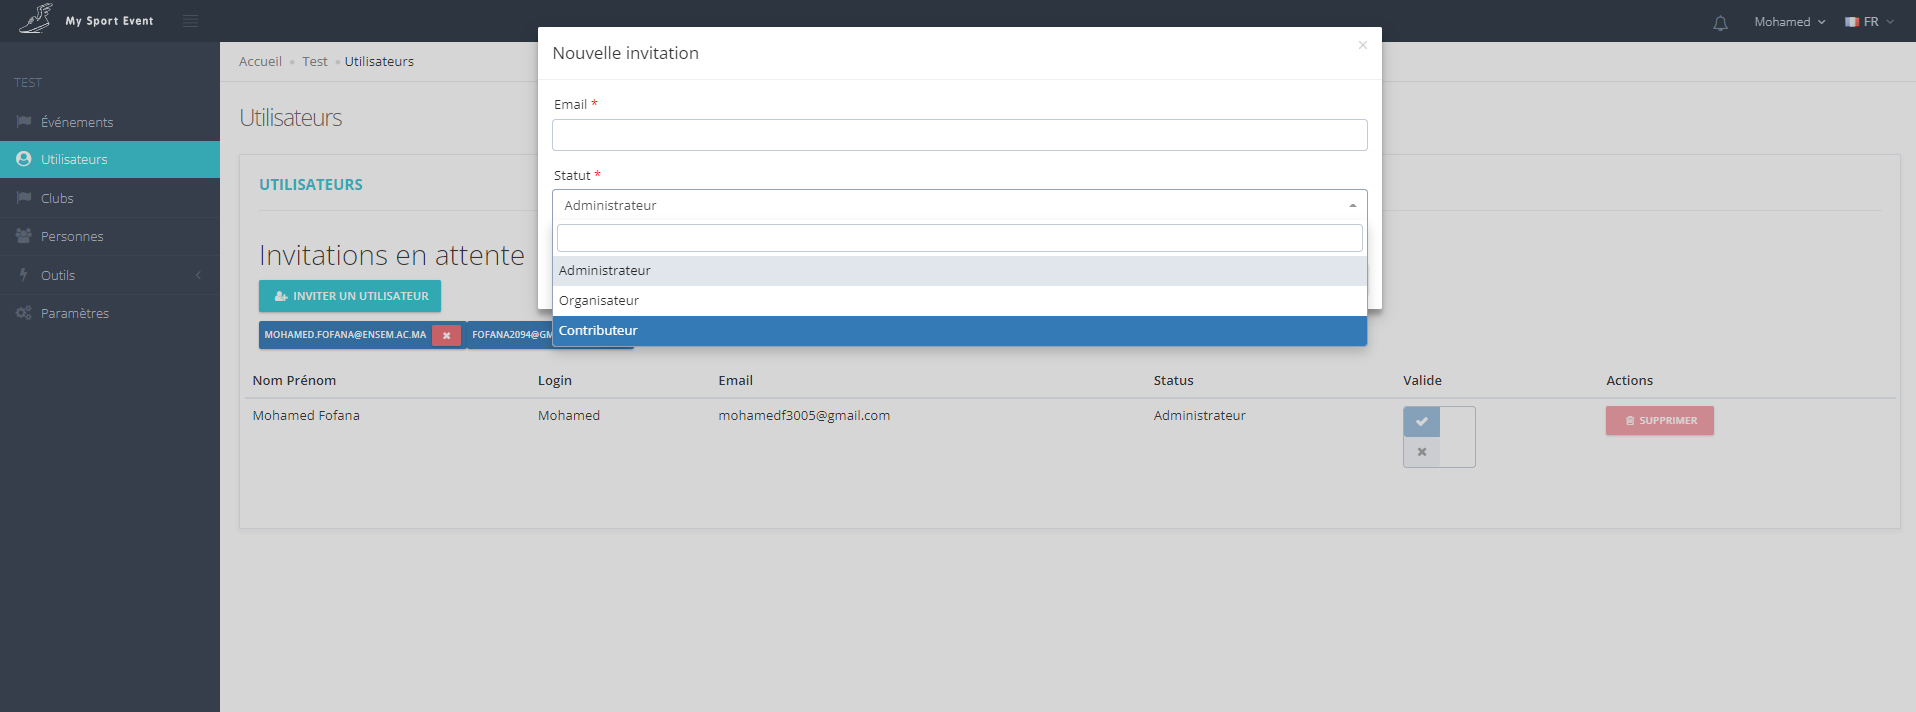 My Sport Event
Mohamed
FR
TEST
Événements
Utilisateurs
Clubs
Personnes
Outils
Paramètres
Accueil Test Utilisateurs
Utilisateurs
UTILISATEURS
Invitations en attente
INVITER UN UTILISATEUR
MOHAMED.FOFANA@ENSEM.AC.MA
FOFANA2094@GM
Nouvelle invitation
×
Email *
Statut *
Administrateur
Administrateur
Organisateur
Contributeur
Nom Prénom Login Email Status Valide Actions
Mohamed Fofana Mohamed mohamedf3005@gmail.com Administrateur SUPPRIMER